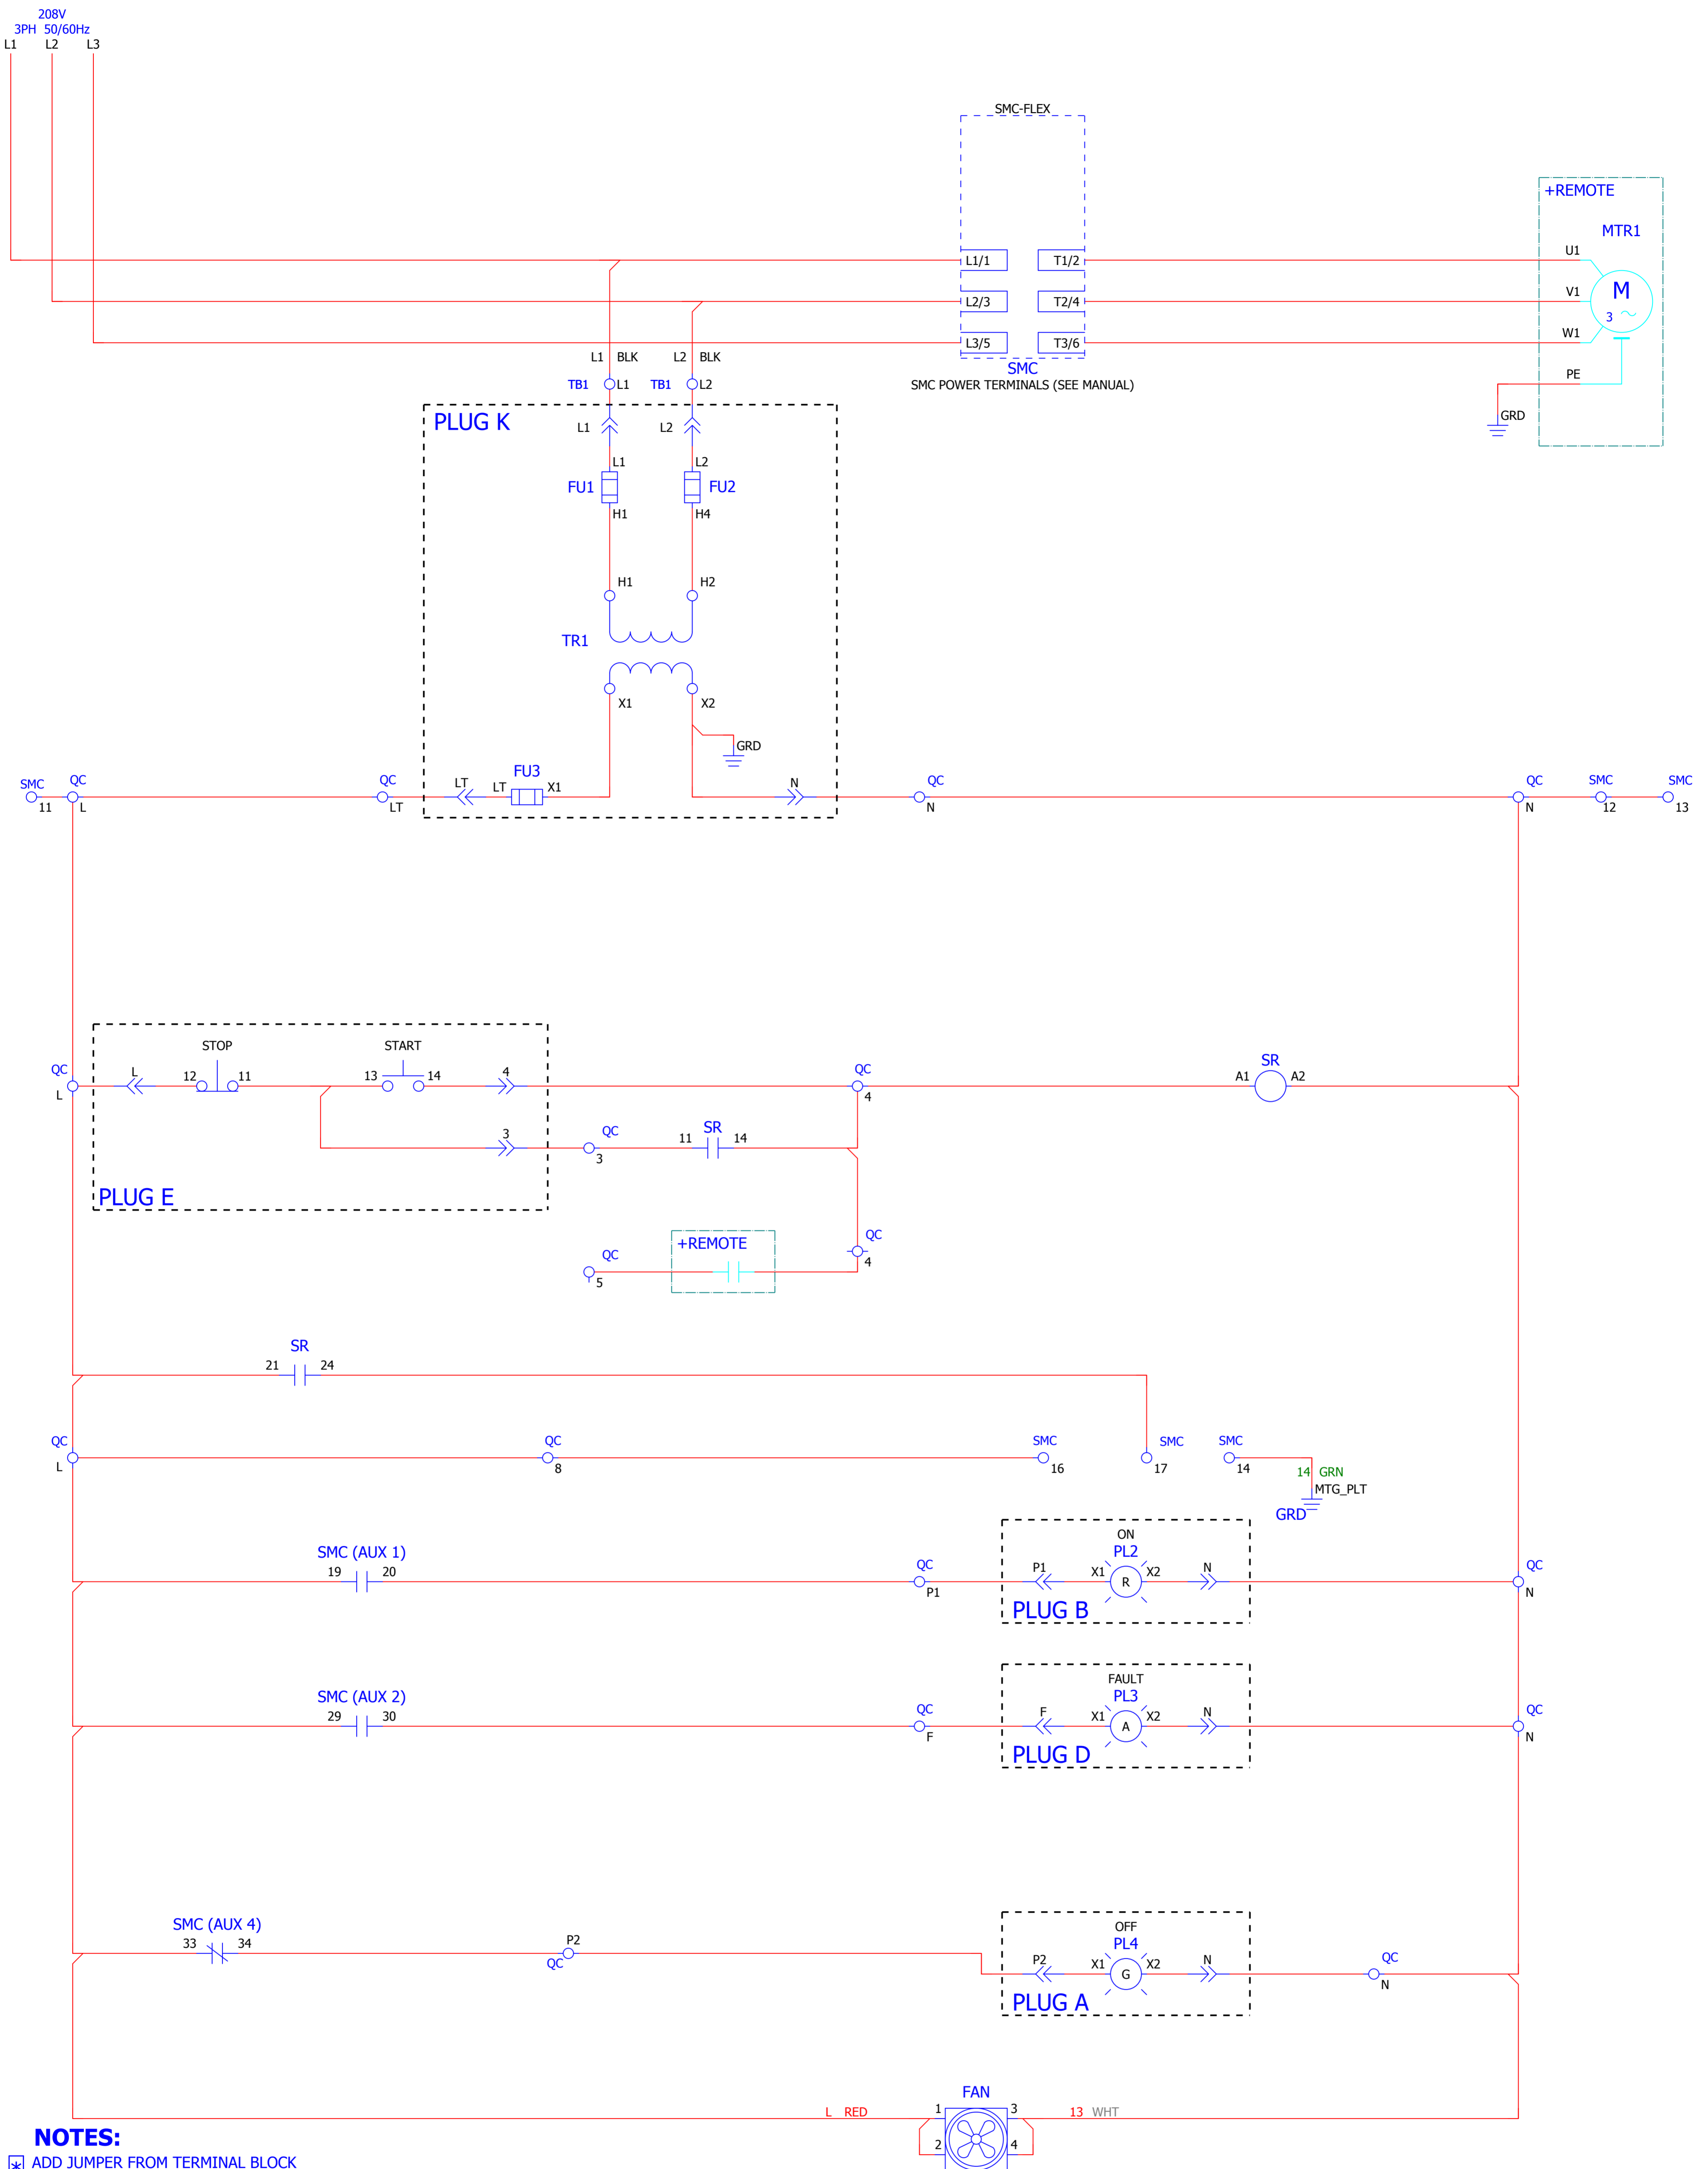 208V
3PH 50/60Hz
L1 L2 L3
SMC-FLEX
+REMOTE
MTR1
U1
L1/1 T1/2
V1
M
3
L2/3 T2/4
W1
L3/5 T3/6
L1 BLK L2 BLK
SMC
PE
TB1 L1 TB1 L2
SMC POWER TERMINALS (SEE MANUAL)
GRD
PLUG K
L1 L2
L1 L2
FU1 FU2
H1 H4
H1 H2
TR1
X1 X2
GRD
FU3
SMC QC QC LT LT X1 N QC QC SMC SMC
11 L LT N N 12 13
STOP START
QC 12 11 13 14 4 QC SR
L L 4 A1 A2
3 QC SR
3 11 14
PLUG E
QC
4
+REMOTE
QC
5
SR
21 24
QC QC SMC SMC SMC
L 8 16 17 14
14 GRN
MTG_PLT
GRD
ON
SMC (AUX 1) PL2
19 20 QC P1 X1 R X2 N QC
P1 N
PLUG B
FAULT
SMC (AUX 2) PL3
29 30 QC F X1 A X2 N QC
F N
PLUG D
OFF
SMC (AUX 4) PL4
33 34 P2 P2 X1 G X2 N QC
QC N
PLUG A
FAN
L RED 1 3 13 WHT
2 4
NOTES:
* ADD JUMPER FROM TERMINAL BLOCK